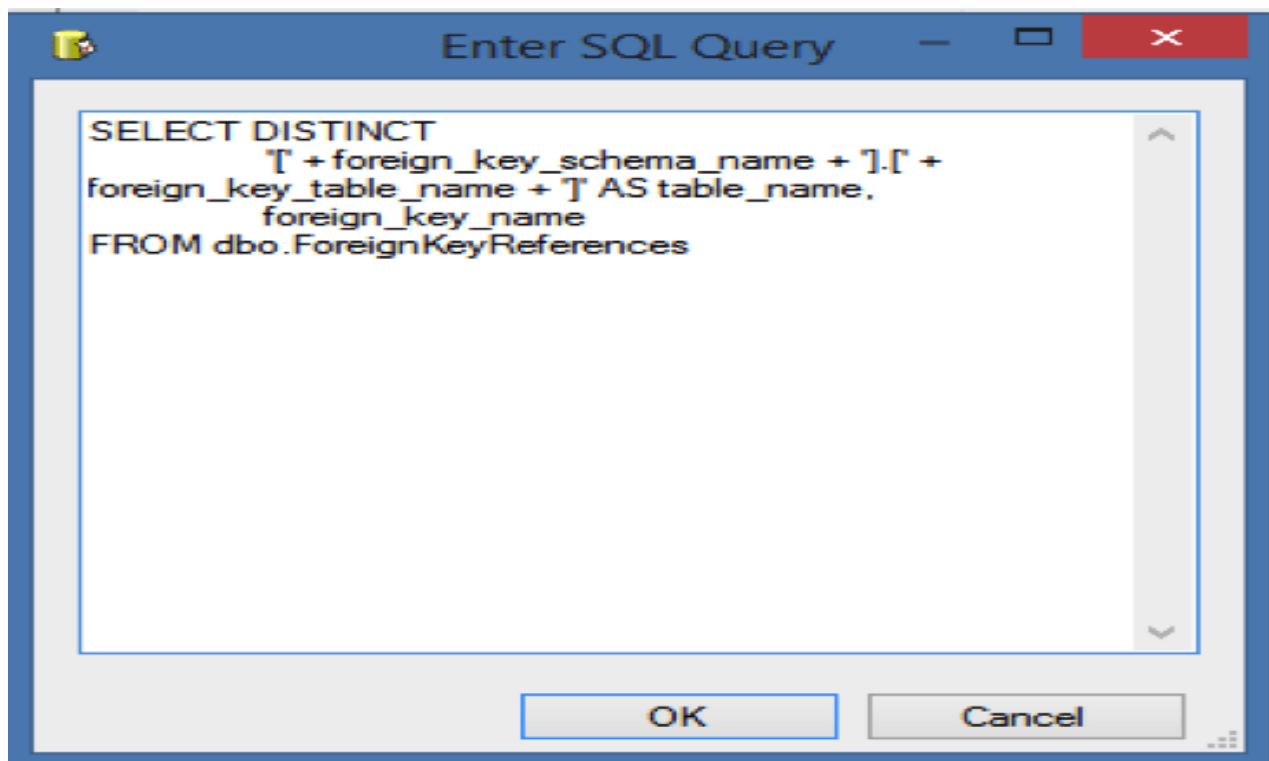 Enter SQL Query
SELECT DISTINCT
'[' + foreign_key_schema_name + '].[' +
foreign_key_table_name + ']' AS table_name,
foreign_key_name
FROM dbo.ForeignKeyReferences
OK
Cancel